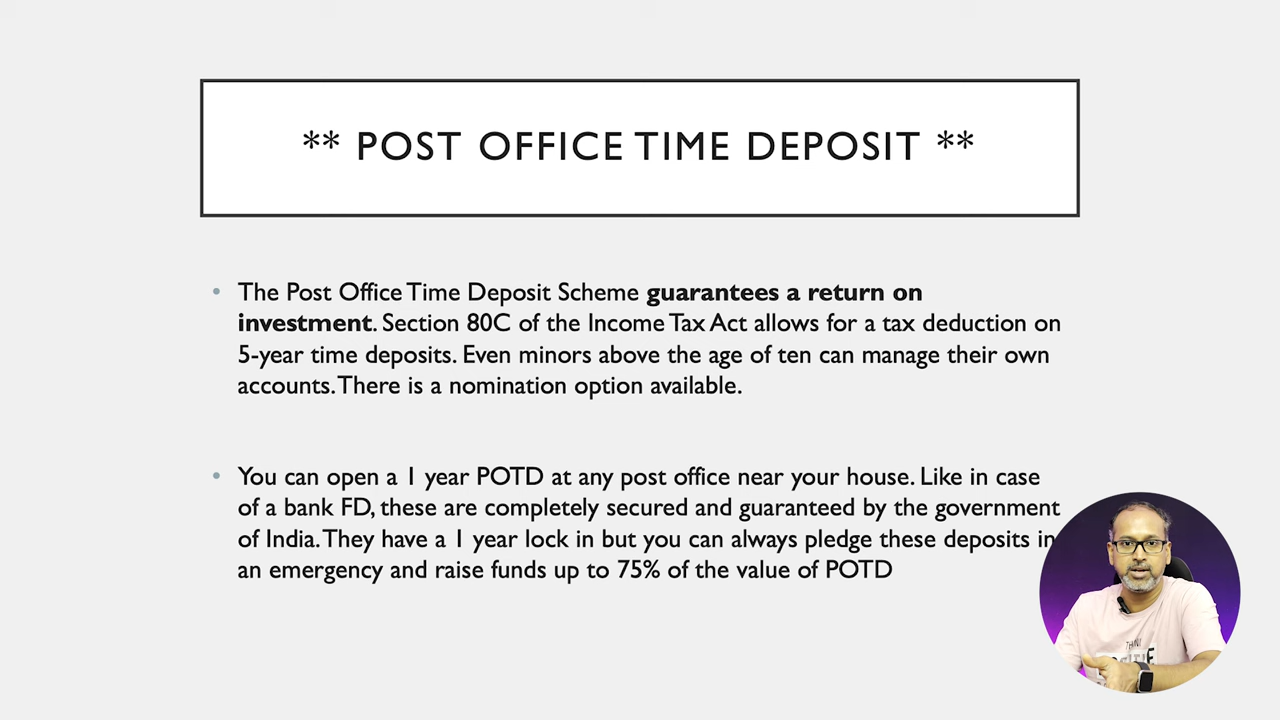 ** POST OFFICE TIME DEPOSIT **
• The Post Office Time Deposit Scheme guarantees a return on
investment. Section 80C of the Income Tax Act allows for a tax deduction on
5-year time deposits. Even minors above the age of ten can manage their own
accounts. There is a nomination option available.
• You can open a 1 year POTD at any post office near your house. Like in case
of a bank FD, these are completely secured and guaranteed by the government
of India. They have a 1 year lock in but you can always pledge these deposits in
an emergency and raise funds up to 75% of the value of POTD